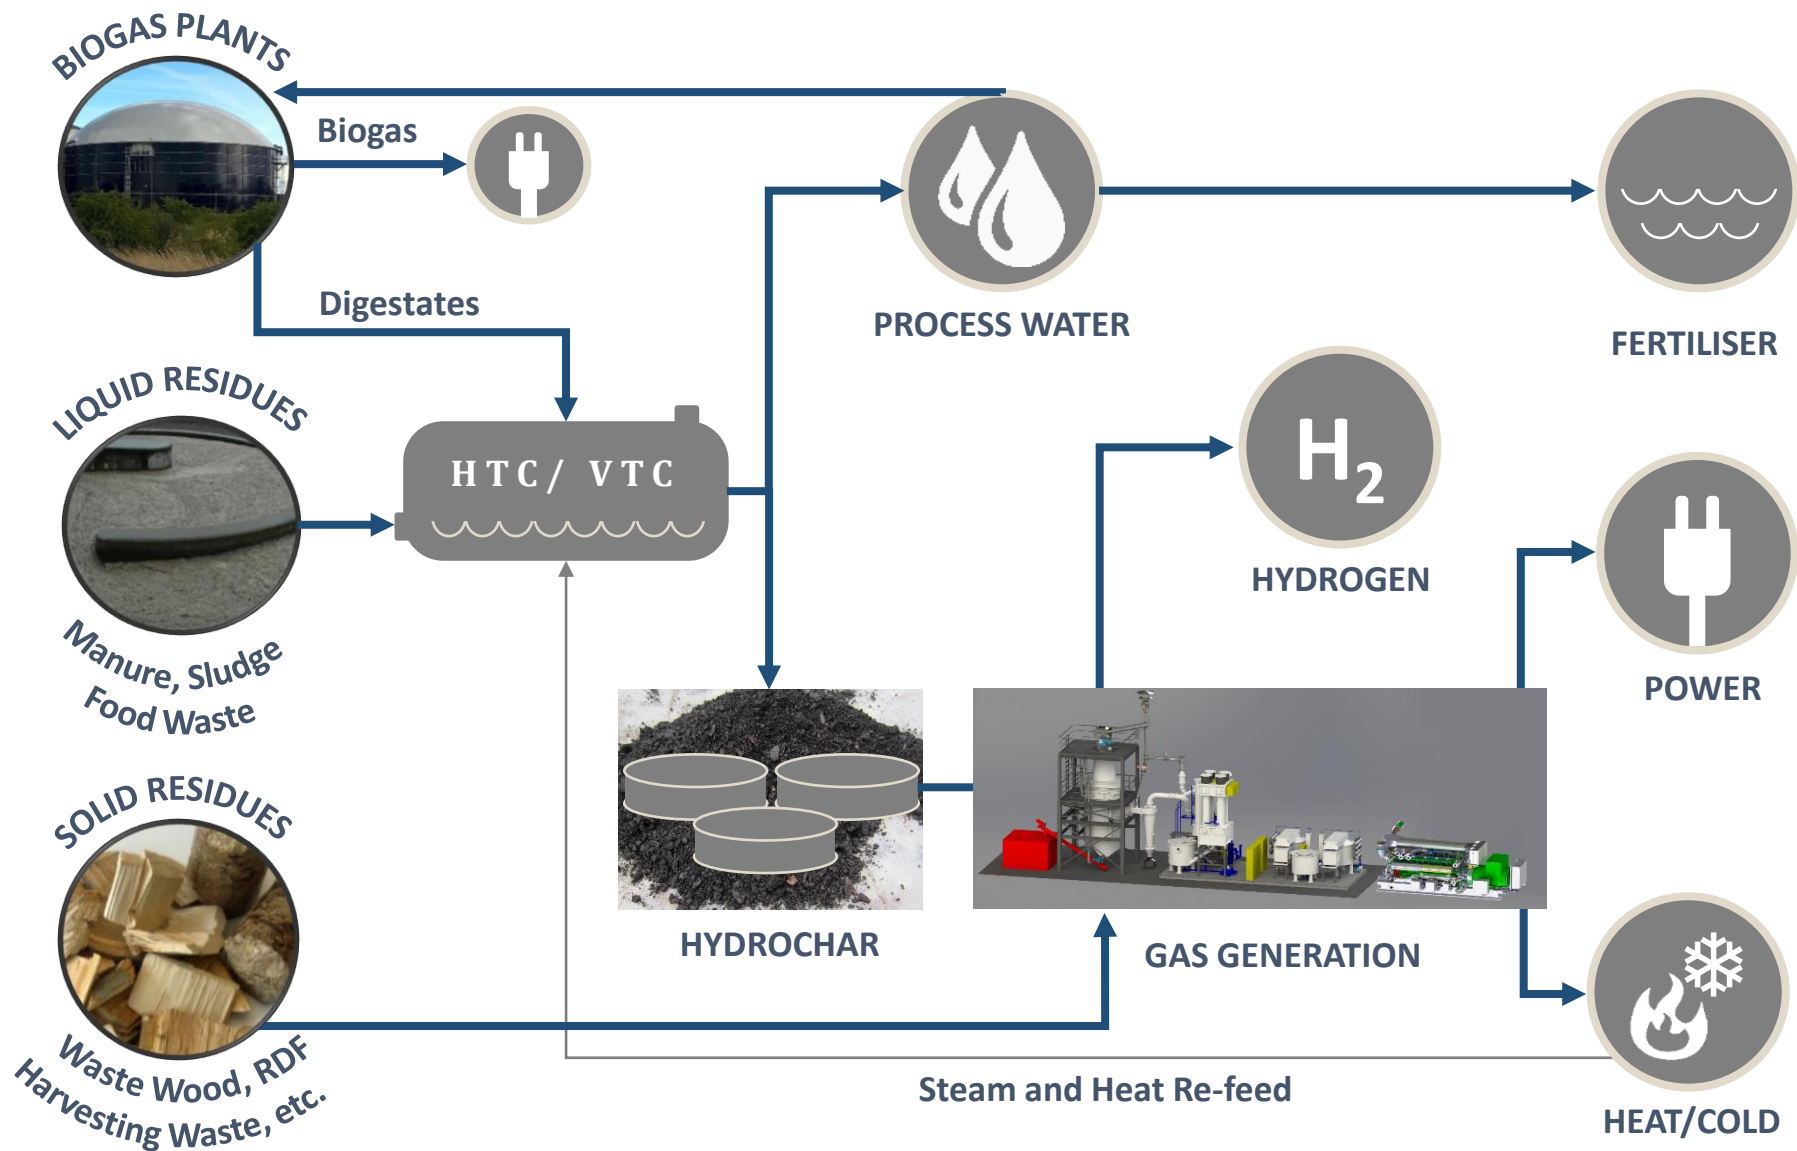 BIOGAS PLANTS
Biogas
Digestates
PROCESS WATER
FERTILISER
LIQUID RESIDUES
HTC/ VTC
H2
HYDROGEN
Manure, Sludge
Food Waste
POWER
SOLID RESIDUES
HYDROCHAR
GAS GENERATION
Waste Wood, RDF
Harvesting Waste, etc.
Steam and Heat Re-feed
HEAT/COLD